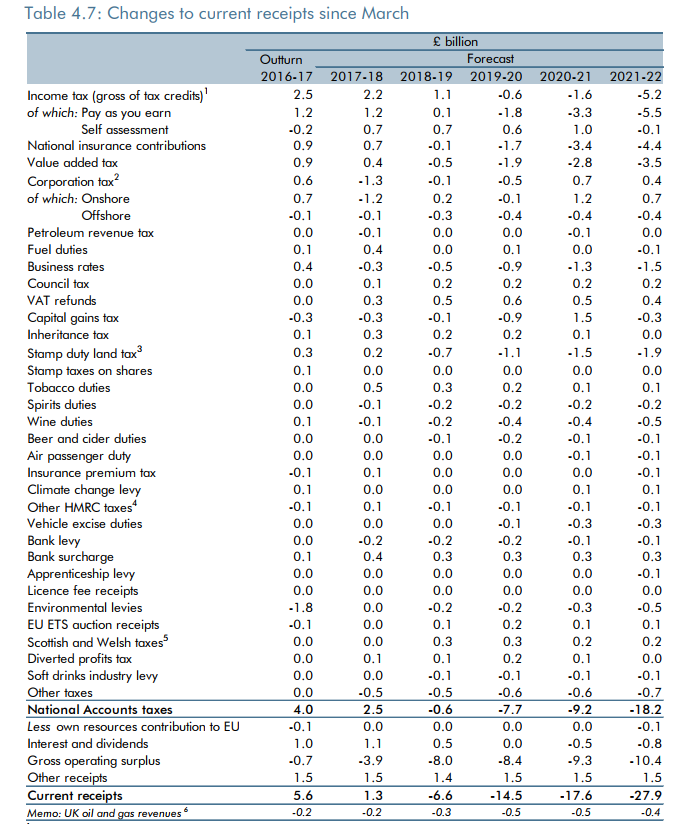 Table 4.7: Changes to current receipts since March
£ billion
Outturn Forecast
2016-17 2017-18 2018-19 2019-20 2020-21 2021-22
Income tax (gross of tax credits)¹ 2.5 2.2 1.1 -0.6 -1.6 -5.2
of which: Pay as you earn 1.2 1.2 0.1 -1.8 -3.3 -5.5
Self assessment -0.2 0.7 0.7 0.6 1.0 -0.1
National insurance contributions 0.9 0.7 -0.1 -1.7 -3.4 -4.4
Value added tax 0.9 0.4 -0.5 -1.9 -2.8 -3.5
Corporation tax² 0.6 -1.3 -0.1 -0.5 0.7 0.4
of which: Onshore 0.7 -1.2 0.2 -0.1 1.2 0.7
Offshore -0.1 -0.1 -0.3 -0.4 -0.4 -0.4
Petroleum revenue tax 0.0 -0.1 0.0 0.0 -0.1 0.0
Fuel duties 0.1 0.4 0.0 0.1 0.0 -0.1
Business rates 0.4 -0.3 -0.5 -0.9 -1.3 -1.5
Council tax 0.0 0.1 0.2 0.2 0.2 0.2
VAT refunds 0.0 0.3 0.5 0.6 0.5 0.4
Capital gains tax -0.3 -0.3 -0.1 -0.9 1.5 -0.3
Inheritance tax 0.1 0.3 0.2 0.2 0.1 0.0
Stamp duty land tax³ 0.3 0.2 -0.7 -1.1 -1.5 -1.9
Stamp taxes on shares 0.1 0.0 0.0 0.0 0.0 0.0
Tobacco duties 0.0 0.5 0.3 0.2 0.1 0.1
Spirits duties 0.0 -0.1 -0.2 -0.2 -0.2 -0.2
Wine duties 0.1 -0.1 -0.2 -0.4 -0.4 -0.5
Beer and cider duties 0.0 0.0 -0.1 -0.2 -0.1 -0.1
Air passenger duty 0.0 0.0 0.0 0.0 -0.1 -0.1
Insurance premium tax -0.1 0.1 0.0 0.0 0.0 -0.1
Climate change levy 0.1 0.0 0.0 0.0 0.1 0.1
Other HMRC taxes⁴ -0.1 0.1 -0.1 -0.1 -0.1 -0.1
Vehicle excise duties 0.0 0.0 0.0 -0.1 -0.3 -0.3
Bank levy 0.0 -0.2 -0.2 -0.2 -0.1 -0.1
Bank surcharge 0.1 0.4 0.3 0.3 0.3 0.3
Apprenticeship levy 0.0 0.0 0.0 0.0 0.0 -0.1
Licence fee receipts 0.0 0.0 0.0 0.0 0.0 0.0
Environmental levies -1.8 0.0 -0.2 -0.2 -0.3 -0.5
EU ETS auction receipts -0.1 0.0 0.1 0.2 0.1 0.1
Scottish and Welsh taxes⁵ 0.0 0.0 0.3 0.3 0.2 0.2
Diverted profits tax 0.0 0.1 0.1 0.2 0.1 0.0
Soft drinks industry levy 0.0 0.0 -0.1 -0.1 -0.1 -0.1
Other taxes 0.0 -0.5 -0.5 -0.6 -0.6 -0.7
National Accounts taxes 4.0 2.5 -0.6 -7.7 -9.2 -18.2
Less own resources contribution to EU -0.1 0.0 0.0 0.0 0.0 -0.1
Interest and dividends 1.0 1.1 0.5 0.0 -0.5 -0.8
Gross operating surplus -0.7 -3.9 -8.0 -8.4 -9.3 -10.4
Other receipts 1.5 1.5 1.4 1.5 1.5 1.5
Current receipts 5.6 1.3 -6.6 -14.5 -17.6 -27.9
Memo: UK oil and gas revenues ⁶ -0.2 -0.2 -0.3 -0.5 -0.5 -0.4